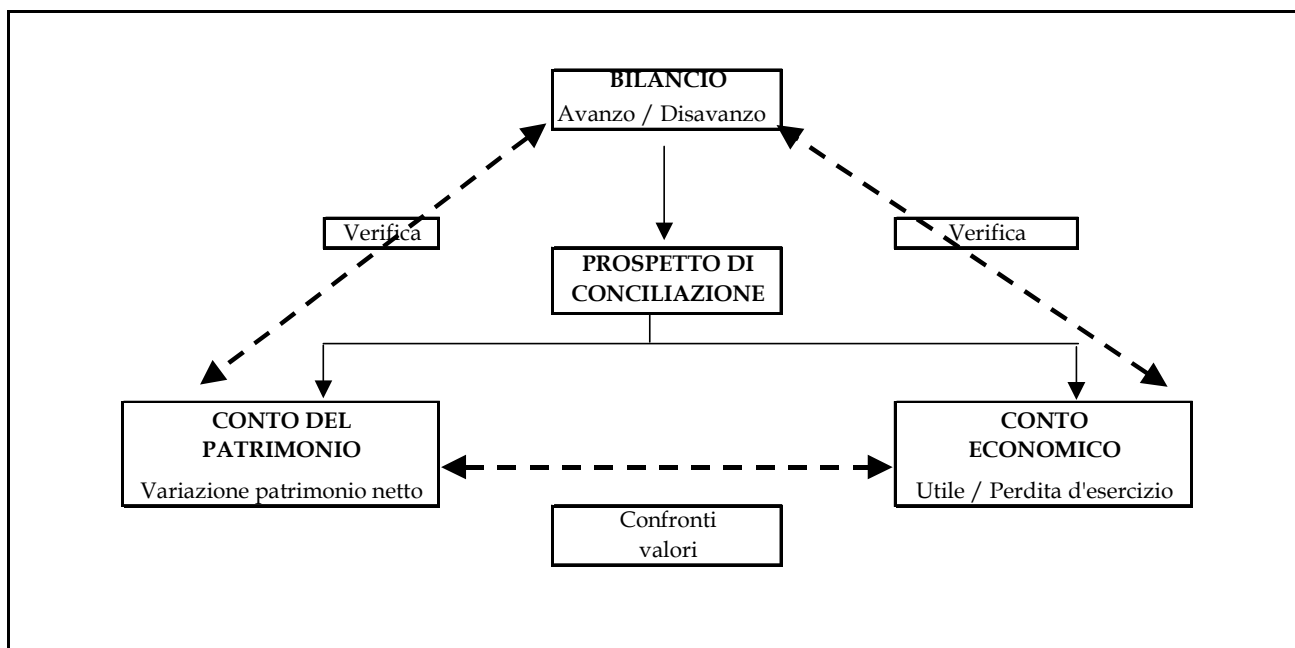 BILANCIO
Avanzo / Disavanzo
Verifica
Verifica
PROSPETTO DI
CONCILIAZIONE
CONTO DEL
PATRIMONIO
Variazione patrimonio netto
CONTO
ECONOMICO
Utile / Perdita d'esercizio
Confronti
valori